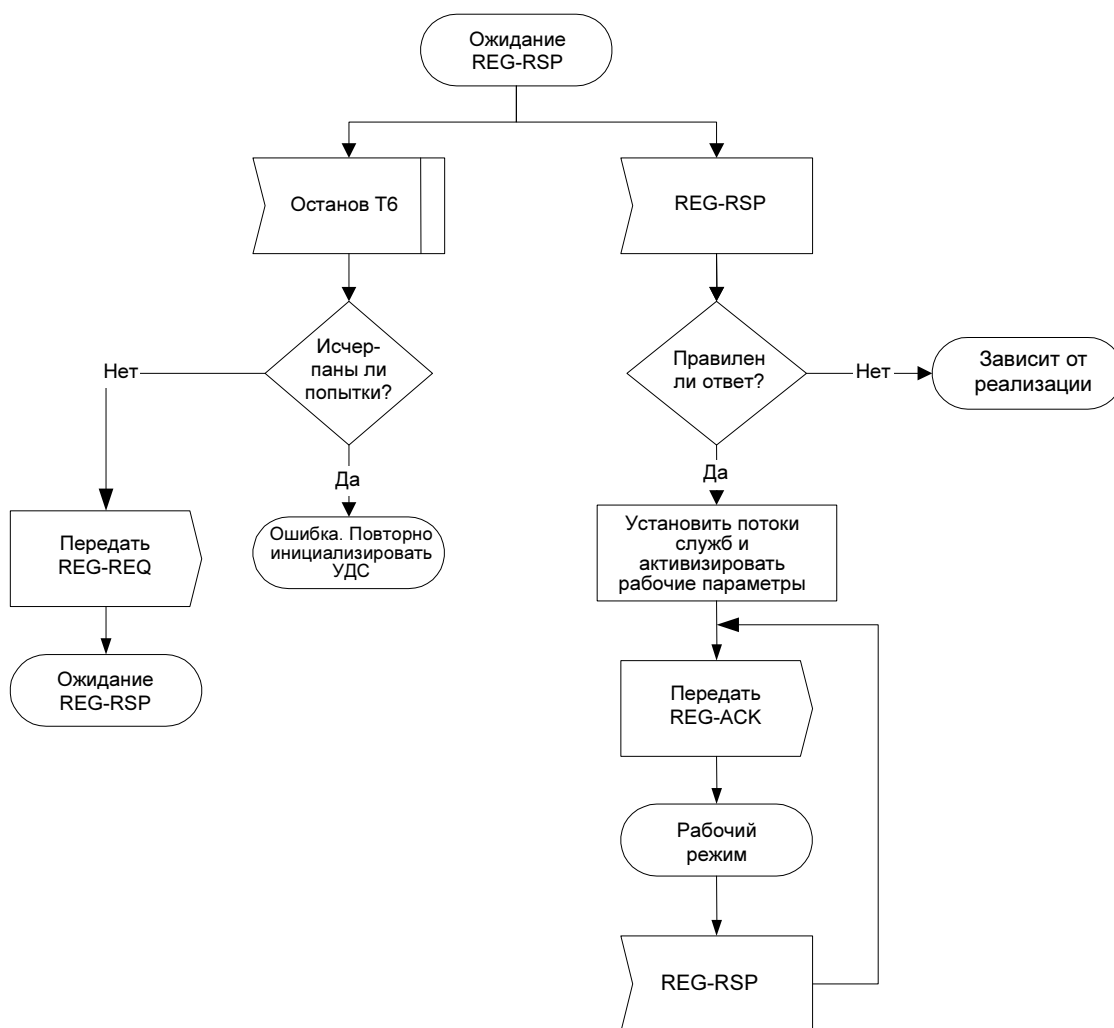 Ожидание
REG-RSP
Останов Т6
REG-RSP
Исчер-
паны ли
попытки?
Нет
Да
Правилен
ли ответ?
Нет
Зависит от
реализации
Да
Передать
REG-REQ
Ошибка. Повторно
инициализировать
УДС
Установить потоки
служб и
активизировать
рабочие параметры
Ожидание
REG-RSP
Передать
REG-ACK
Рабочий
режим
REG-RSP